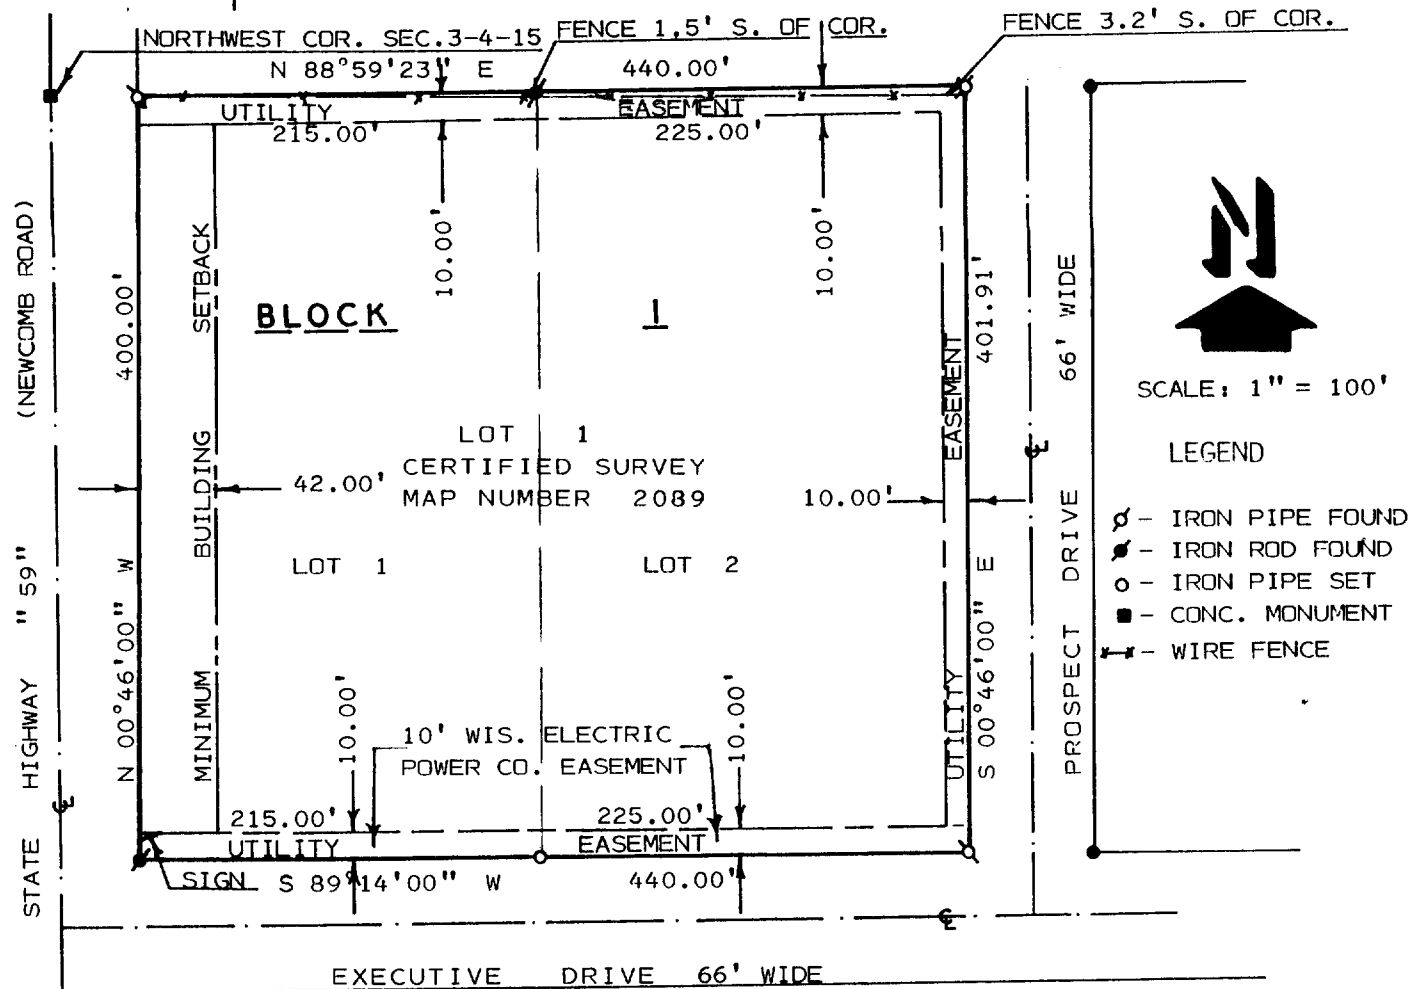 NORTHWEST COR. SEC.3-4-15
FENCE 1.5' S. OF COR.
FENCE 3.2' S. OF COR.
N 88°59'23" E 440.00'
UTILITY EASEMENT
215.00' 225.00'
10.00'
10.00'
STATE HIGHWAY "59" (NEWCOMB ROAD)
N 00°46'00" W 400.00'
MINIMUM BUILDING SETBACK
BLOCK 1
LOT 1
CERTIFIED SURVEY
MAP NUMBER 2089
42.00'
10.00'
LOT 1 LOT 2
UTILITY EASEMENT
S 00°46'00" E 401.91'
PROSPECT DRIVE 66' WIDE
10.00'
10.00'
10' WIS. ELECTRIC
POWER CO. EASEMENT
215.00' 225.00'
UTILITY EASEMENT
SIGN
S 89°14'00" W 440.00'
EXECUTIVE DRIVE 66' WIDE
N
SCALE: 1" = 100'
LEGEND
- IRON PIPE FOUND
- IRON ROD FOUND
- IRON PIPE SET
- CONC. MONUMENT
- WIRE FENCE